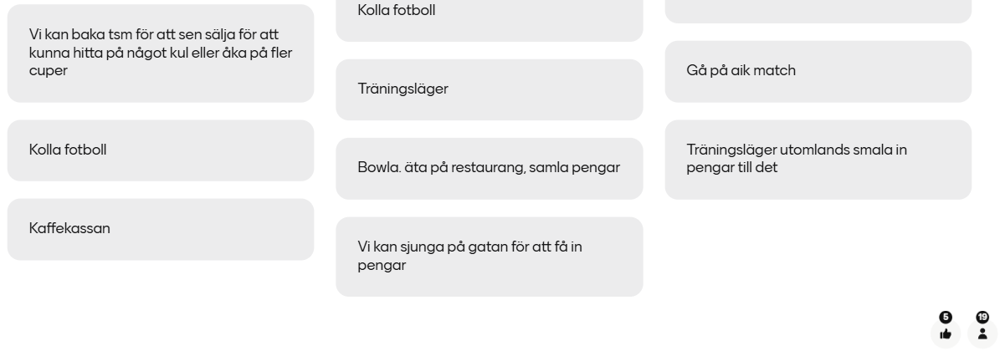 Vi kan baka tsm för att sen sälja för att
kunna hitta på något kul eller åka på fler
cuper
Kolla fotboll
Kaffekassan
Kolla fotboll
Träningsläger
Bowla. äta på restaurang, samla pengar
Vi kan sjunga på gatan för att få in
pengar
Gå på aik match
Träningsläger utomlands smala in
pengar till det
5
19